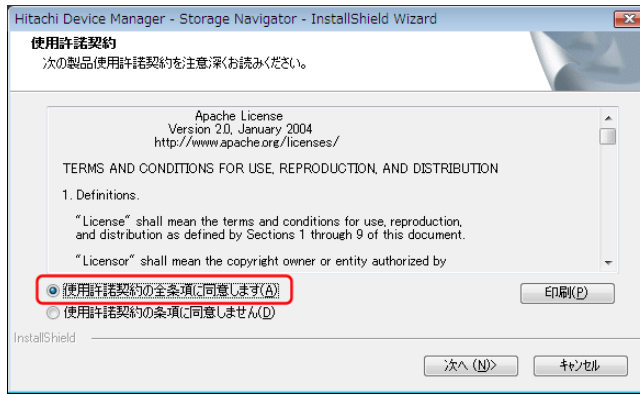 Hitachi Device Manager - Storage Navigator - InstallShield Wizard
使用許諾契約
次の製品使用許諾契約を注意深くお読みください。
Apache License
Version 2.0, January 2004
http://www.apache.org/licenses/
TERMS AND CONDITIONS FOR USE, REPRODUCTION, AND DISTRIBUTION
1. Definitions.
"License" shall mean the terms and conditions for use, reproduction,
and distribution as defined by Sections 1 through 9 of this document.
"Licensor" shall mean the copyright owner or entity authorized by
使用許諾契約の全条項に同意します(A)
印刷(P)
使用許諾契約の条項に同意しません(D)
InstallShield
次へ (N)>
キャンセル